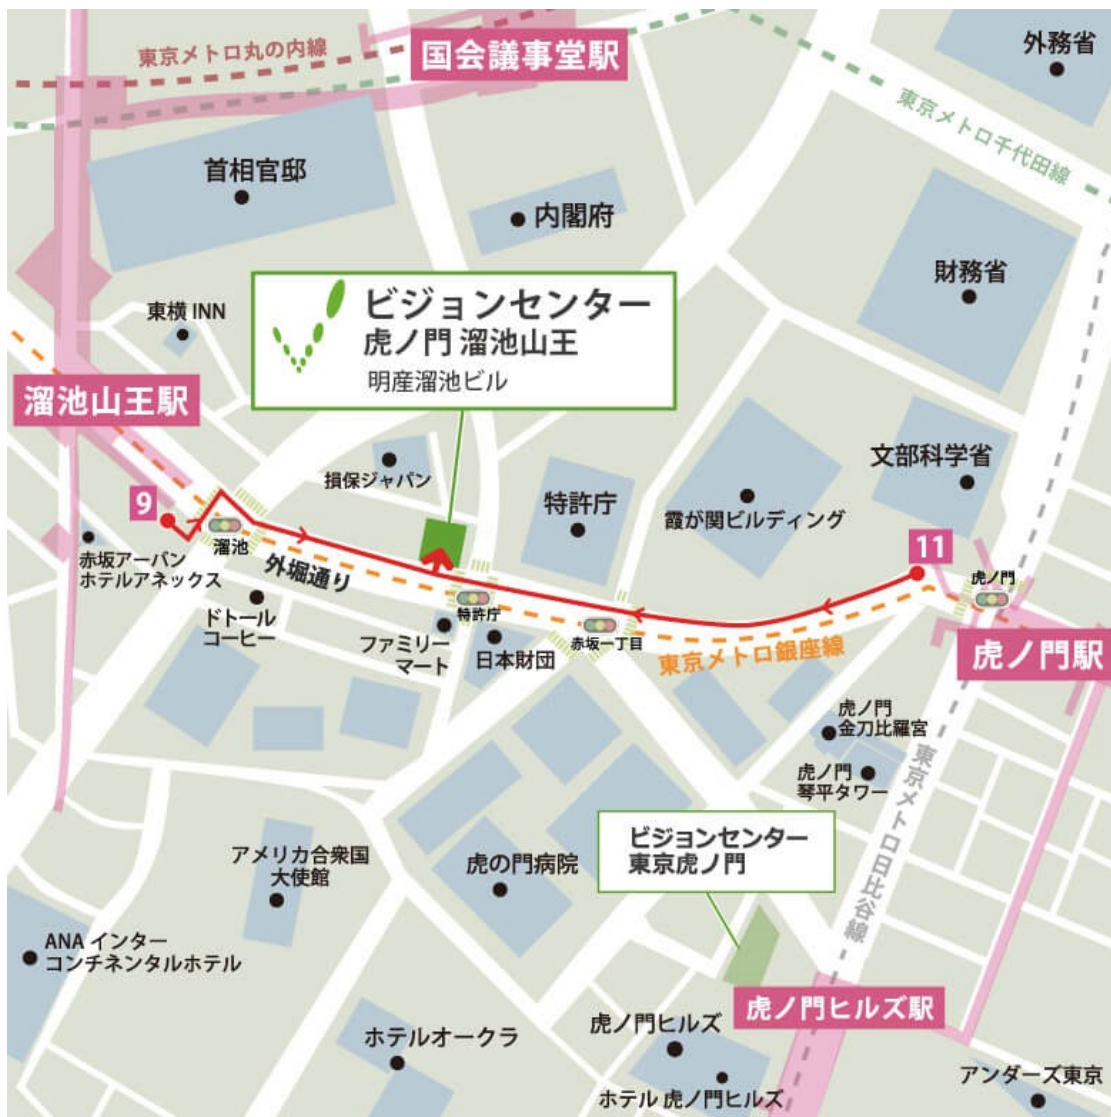 外務省
東京メトロ丸の内線
国会議事堂駅
東京メトロ千代田線
首相官邸
内閣府
財務省
東横 INN
ビジョンセンター
虎ノ門 溜池山王
明産溜池ビル
溜池山王駅
損保ジャパン
特許庁
文部科学省
霞が関ビルディング
9
溜池
外堀通り
赤坂アーバン
ホテルアネックス
11
虎ノ門
ドトール
コーヒー
特許庁
ファミリー
マート
日本財団
赤坂一丁目
東京メトロ銀座線
虎ノ門駅
虎ノ門
金刀比羅宮
虎ノ門
琴平タワー
東京メトロ日比谷線
ビジョンセンター
東京虎ノ門
アメリカ合衆国
大使館
虎の門病院
ANA インター
コンチネンタルホテル
虎ノ門ヒルズ駅
ホテルオークラ
虎ノ門ヒルズ
ホテル 虎ノ門ヒルズ
アンダーズ東京